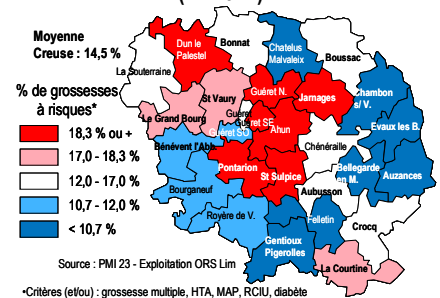 Moyenne
Creuse : 14,5 %
% de grossesses
à risques*
18,3 % ou +
17,0 - 18,3 %
12,0 - 17,0 %
10,7 - 12,0 %
< 10,7 %
Dun le
Palestel
Bonnat
Chatelus
Malvaleix
Boussac
La Souterraine
St Vaury
Guéret N.
Jarnages
Chambon
s/ V.
Le Grand Bourg
Guéret
Guéret SE
Guéret SO
Ahun
Evaux les B.
Bénévent l'Abb.
Chénéraille
Pontarion
St Sulpice
Bellegarde
en M.
Auzances
Bourganeuf
Aubusson
Royère de V.
Felletin
Crocq
Gentioux
Pigerolles
La Courtine
Source : PMI 23 - Exploitation ORS Lim
•Critères (et/ou) : grossesse multiple, HTA, MAP, RCIU, diabète